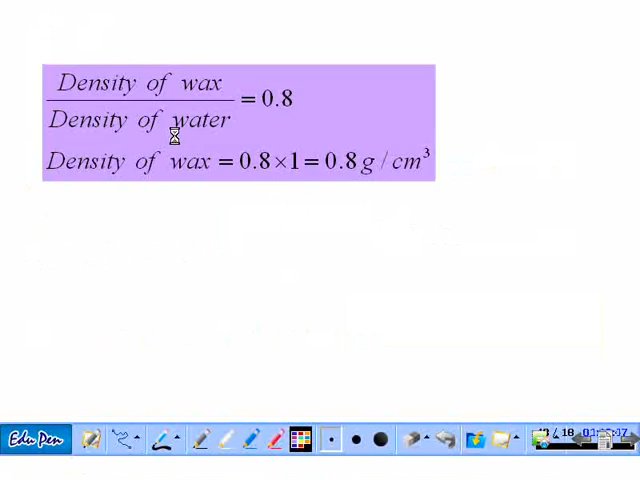 Density of wax
Density of water
= 0.8
Density of wax = 0.8 × 1 = 0.8 g / cm³
Edu Pen
/ 18